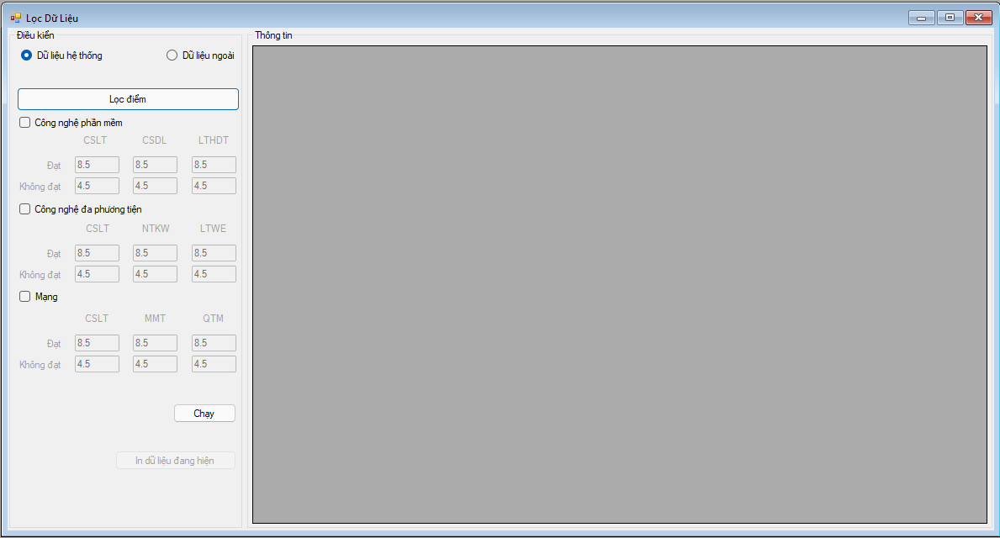 Lọc Dữ Liệu
Điều kiển
Thông tin
Dữ liệu hệ thống
Dữ liệu ngoài
Lọc điểm
Công nghệ phần mềm
CSLT CSDL LTHDT
Đạt 8.5 8.5 8.5
Không đạt 4.5 4.5 4.5
Công nghệ đa phương tiện
CSLT NTKW LTWE
Đạt 8.5 8.5 8.5
Không đạt 4.5 4.5 4.5
Mạng
CSLT MMT QTM
Đạt 8.5 8.5 8.5
Không đạt 4.5 4.5 4.5
Chạy
In dữ liệu đang hiện